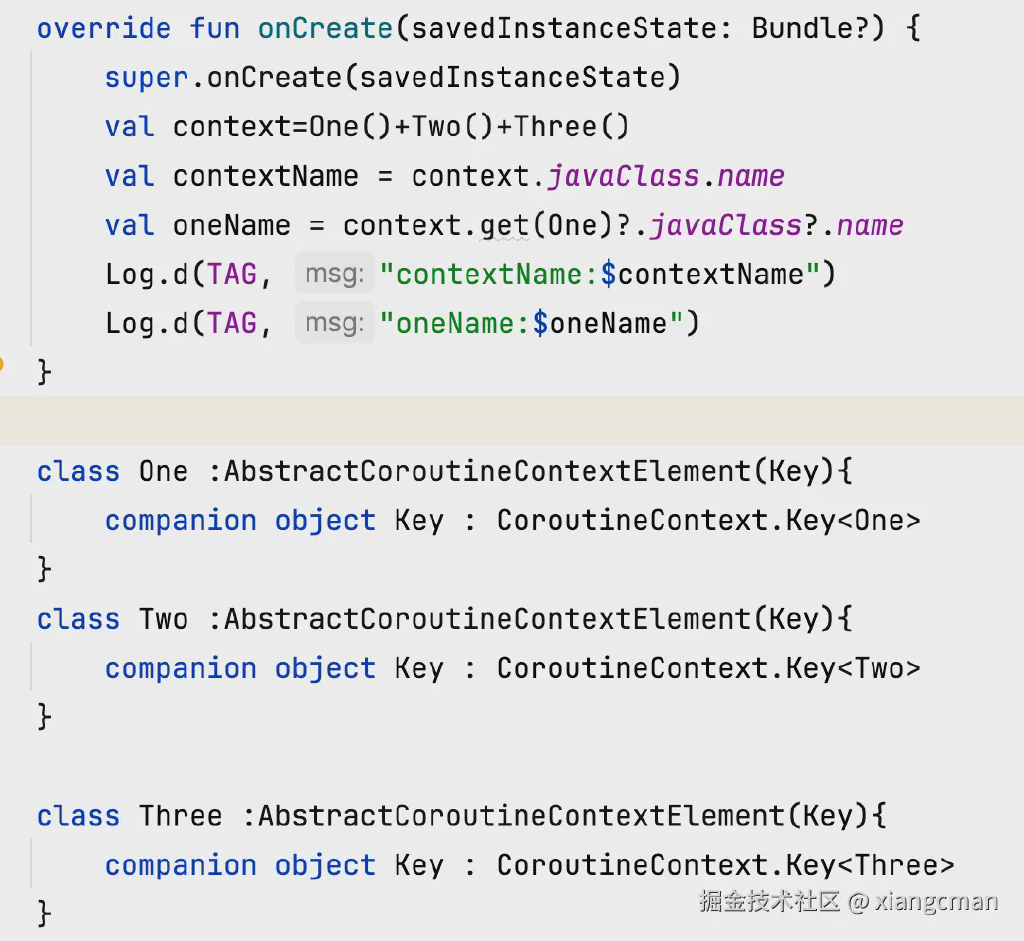 override fun onCreate(savedInstanceState: Bundle?) {
    super.onCreate(savedInstanceState)
    val context=One()+Two()+Three()
    val contextName = context.javaClass.name
    val oneName = context.get(One)?.javaClass?.name
    Log.d(TAG, msg: "contextName:$contextName")
    Log.d(TAG, msg: "oneName:$oneName")
}
class One :AbstractCoroutineContextElement(Key){
    companion object Key : CoroutineContext.Key<One>
}
class Two :AbstractCoroutineContextElement(Key){
    companion object Key : CoroutineContext.Key<Two>
}
class Three :AbstractCoroutineContextElement(Key){
    companion object Key : CoroutineContext.Key<Three>
}
掘金技术社区 @ xiangcman